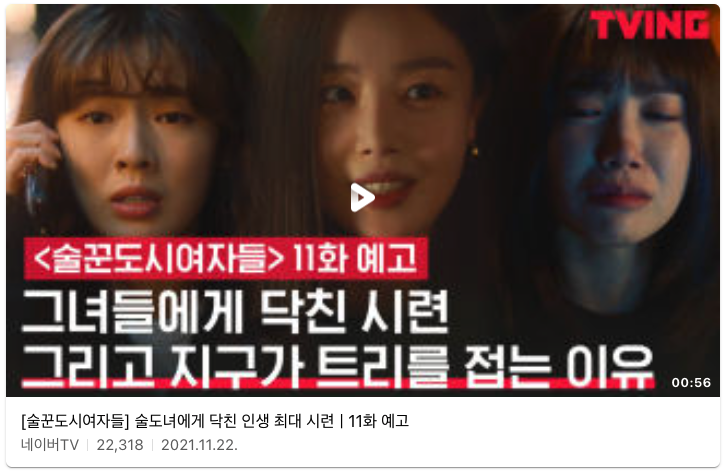 TVING
<술꾼도시여자들> 11화 예고
그녀들에게 닥친 시련
그리고 지구가 트리를 접는 이유
00:56
[술꾼도시여자들] 술도녀에게 닥친 인생 최대 시련 | 11화 예고
네이버TV | 22,318 | 2021.11.22.